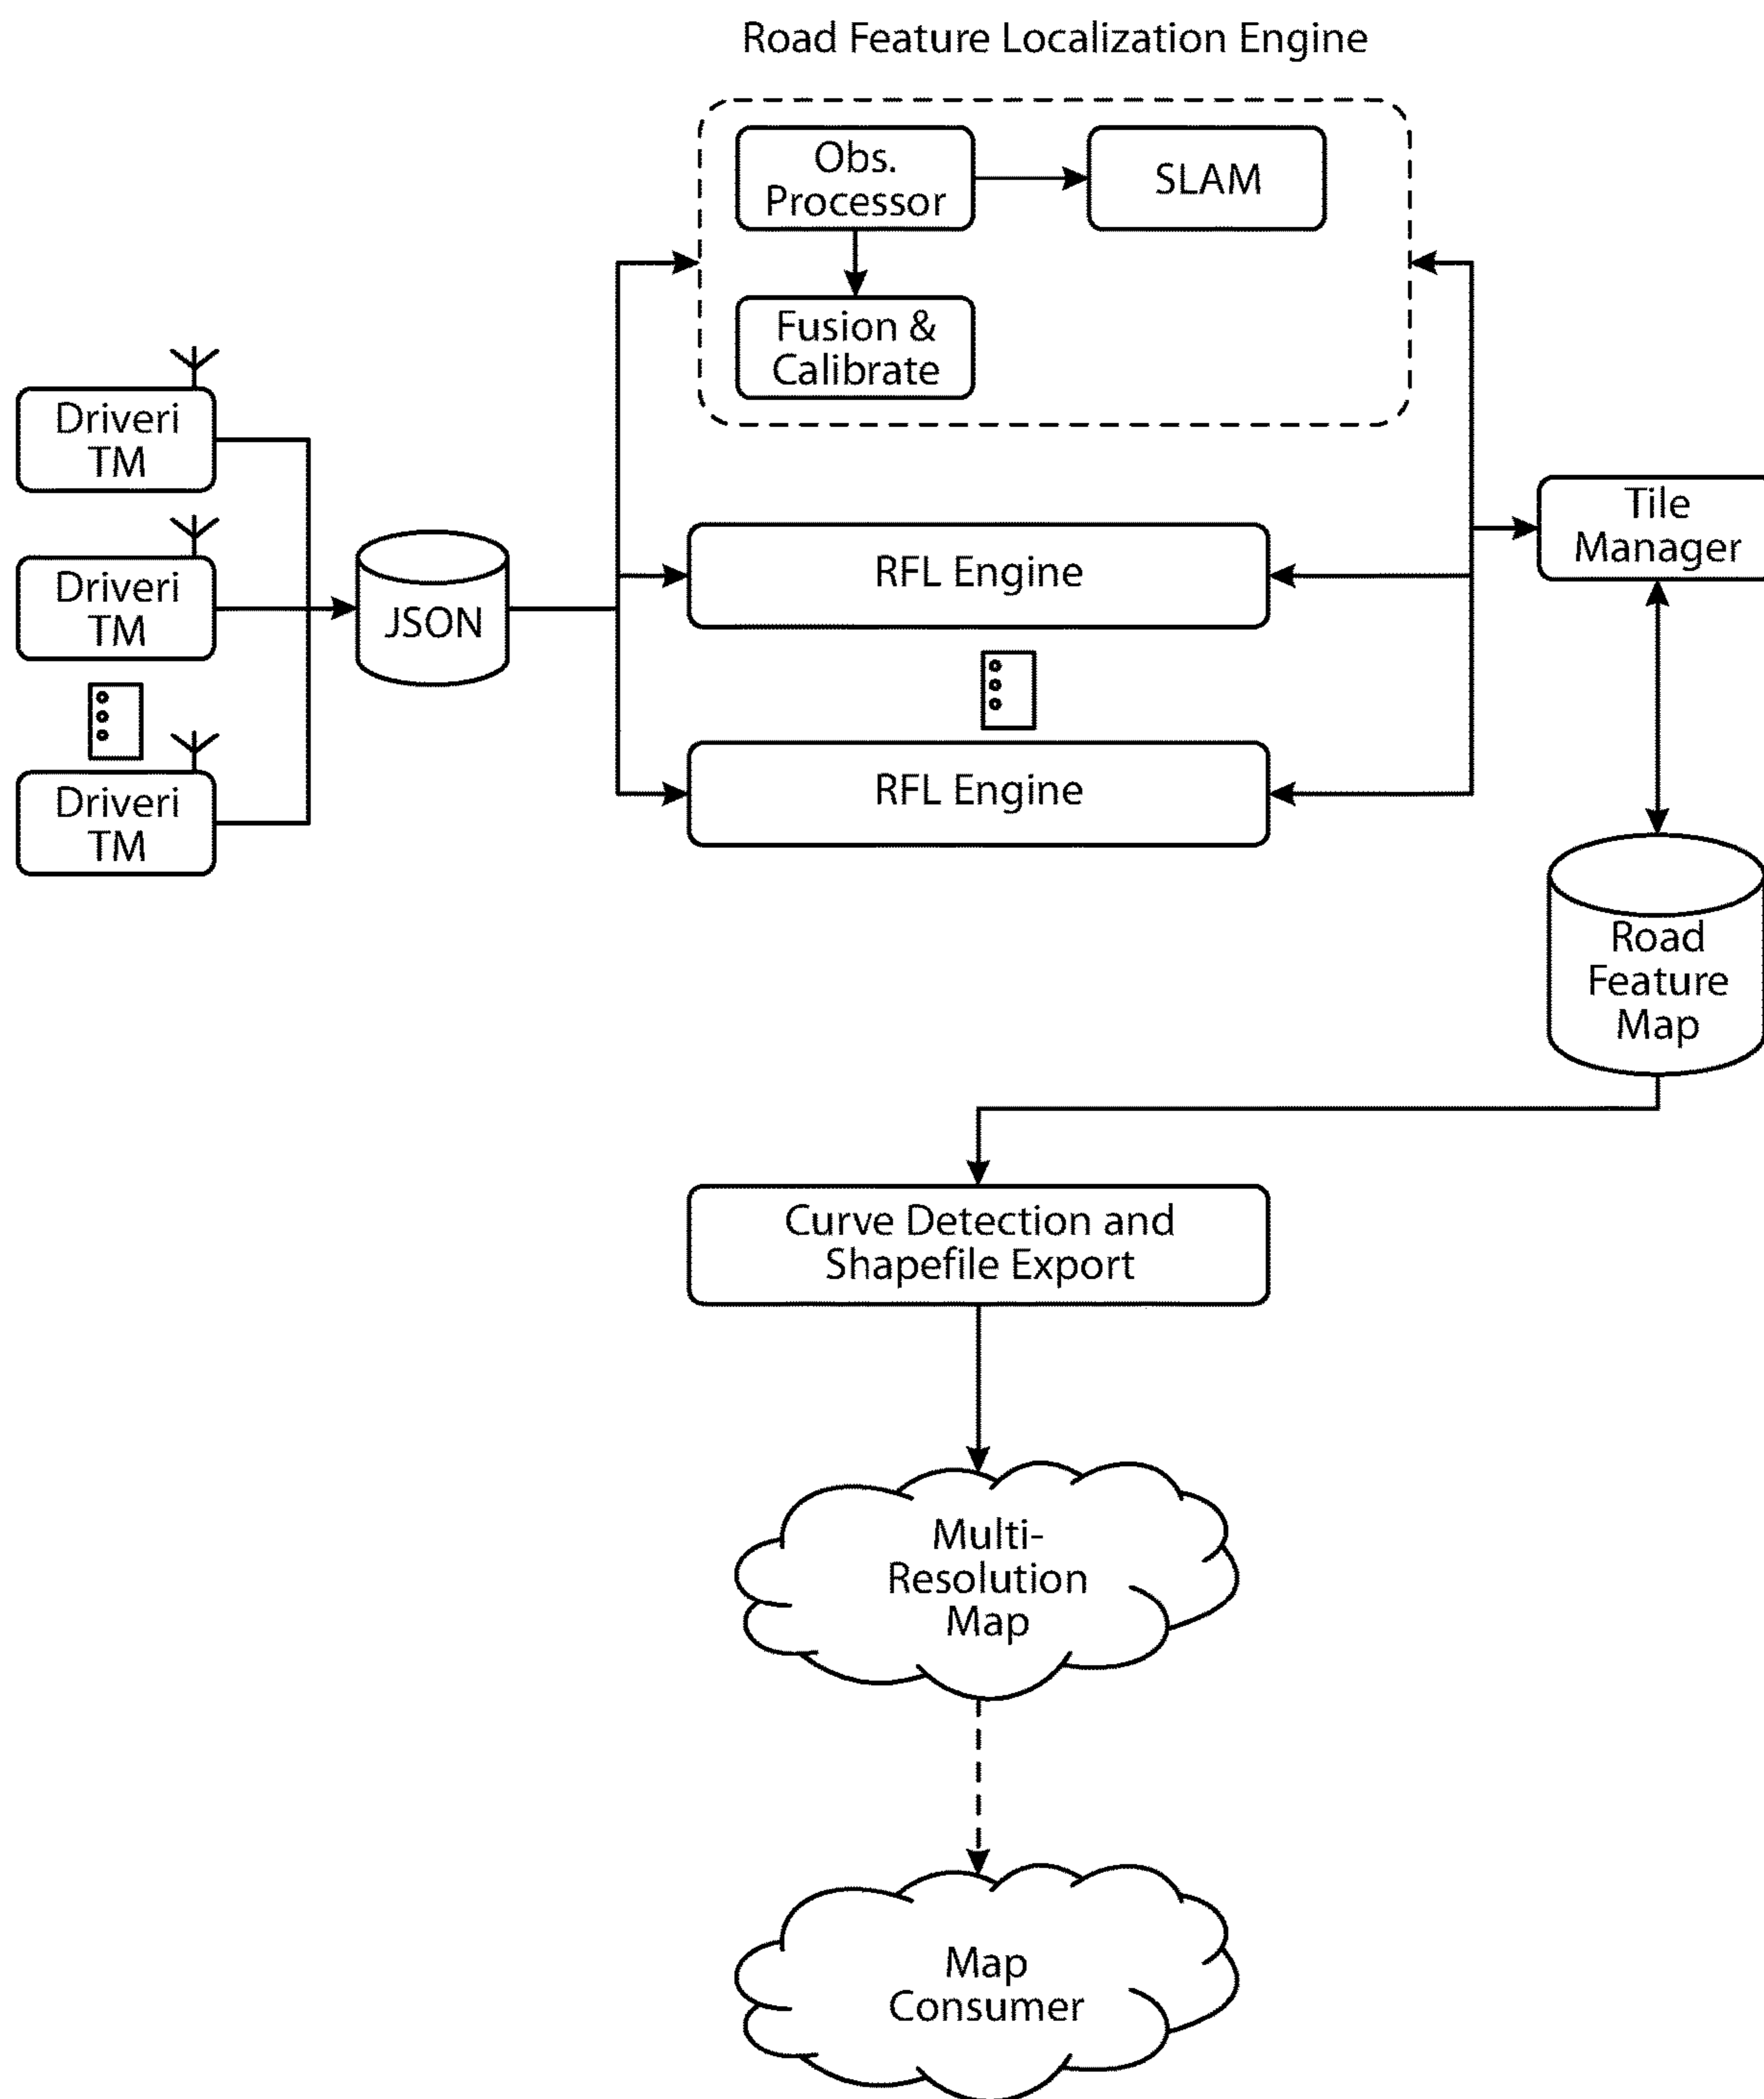 Road Feature Localization Engine
Obs.
Processor
SLAM
Fusion &
Calibrate
Driveri
TM
Driveri
TM
Driveri
TM
JSON
RFL Engine
RFL Engine
Tile
Manager
Road
Feature
Map
Curve Detection and
Shapefile Export
Multi-
Resolution
Map
Map
Consumer